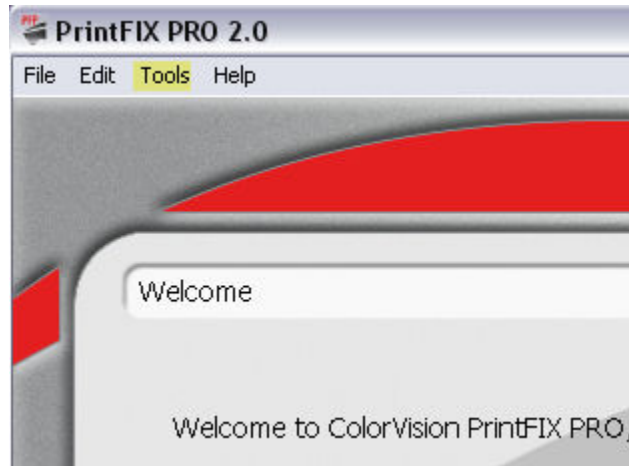 PrintFIX PRO 2.0
File Edit Tools Help
Welcome
Welcome to ColorVision PrintFIX PRO,